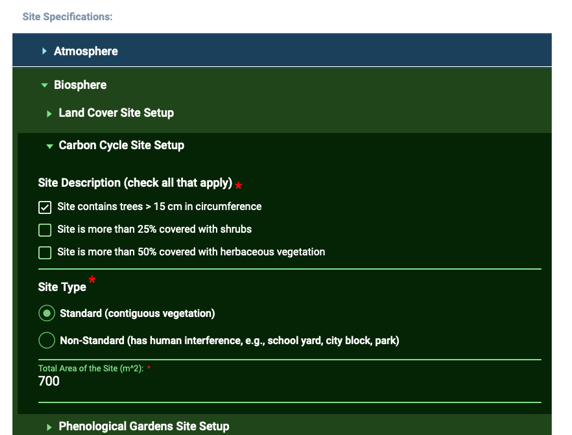 Site Specifications:
Atmosphere
Biosphere
Land Cover Site Setup
Carbon Cycle Site Setup
Site Description (check all that apply) *
Site contains trees > 15 cm in circumference
Site is more than 25% covered with shrubs
Site is more than 50% covered with herbaceous vegetation
Site Type *
Standard (contiguous vegetation)
Non-Standard (has human interference, e.g., school yard, city block, park)
Total Area of the Site (m^2): *
700
Phenological Gardens Site Setup